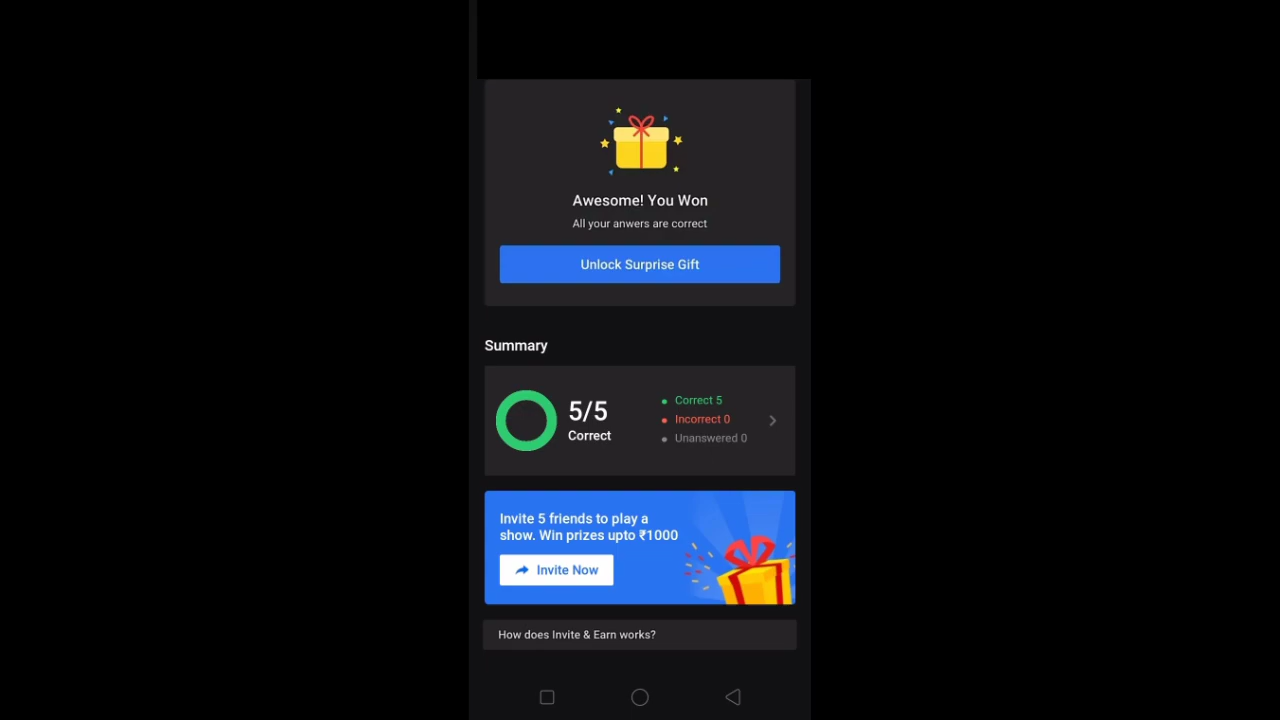 Awesome! You Won
All your anwers are correct
Unlock Surprise Gift
Summary
5/5
Correct
Correct 5
Incorrect 0
Unanswered 0
Invite 5 friends to play a
show. Win prizes upto ₹1000
Invite Now
How does Invite & Earn works?